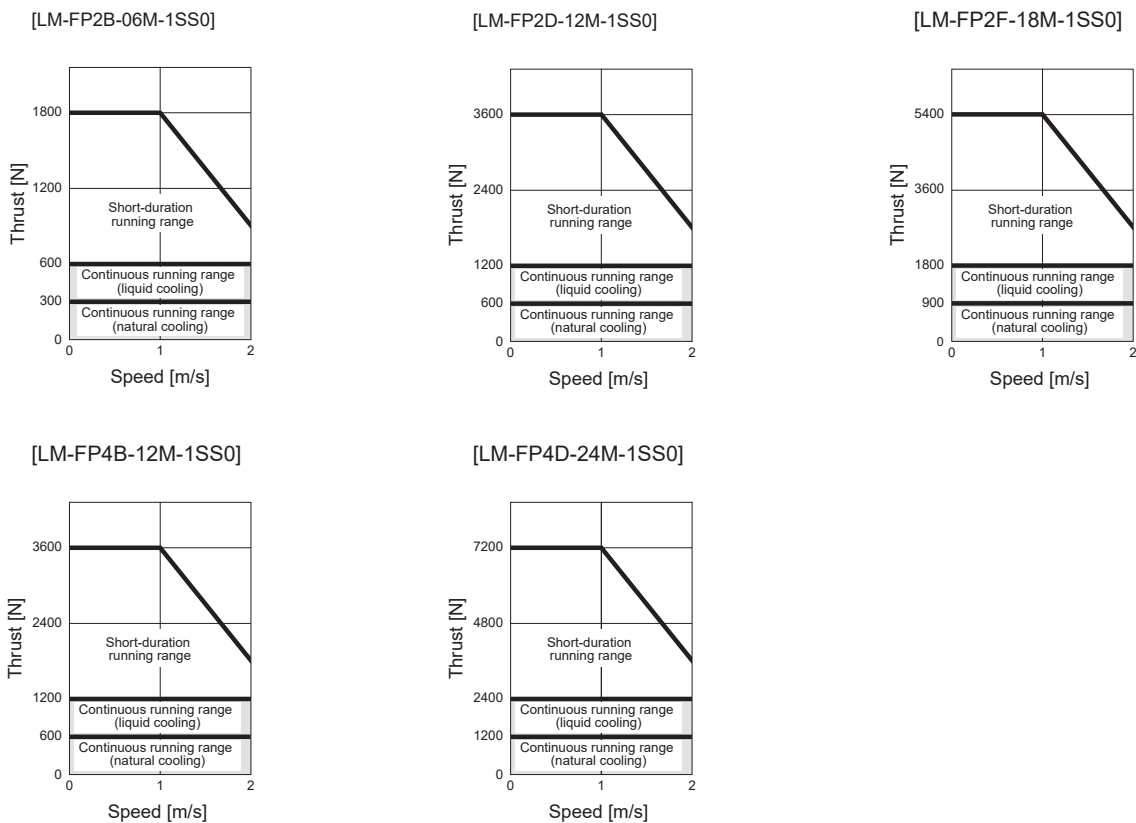 [LM-FP2B-06M-1SS0]
Thrust [N]
1800
1200
600
300
0
Short-duration
running range
Continuous running range
(liquid cooling)
Continuous running range
(natural cooling)
0
1
2
Speed [m/s]
[LM-FP2D-12M-1SS0]
Thrust [N]
3600
2400
1200
600
0
Short-duration
running range
Continuous running range
(liquid cooling)
Continuous running range
(natural cooling)
0
1
2
Speed [m/s]
[LM-FP2F-18M-1SS0]
Thrust [N]
5400
3600
1800
900
0
Short-duration
running range
Continuous running range
(liquid cooling)
Continuous running range
(natural cooling)
0
1
2
Speed [m/s]
[LM-FP4B-12M-1SS0]
Thrust [N]
3600
2400
1200
600
0
Short-duration
running range
Continuous running range
(liquid cooling)
Continuous running range
(natural cooling)
0
1
2
Speed [m/s]
[LM-FP4D-24M-1SS0]
Thrust [N]
7200
4800
2400
1200
0
Short-duration
running range
Continuous running range
(liquid cooling)
Continuous running range
(natural cooling)
0
1
2
Speed [m/s]